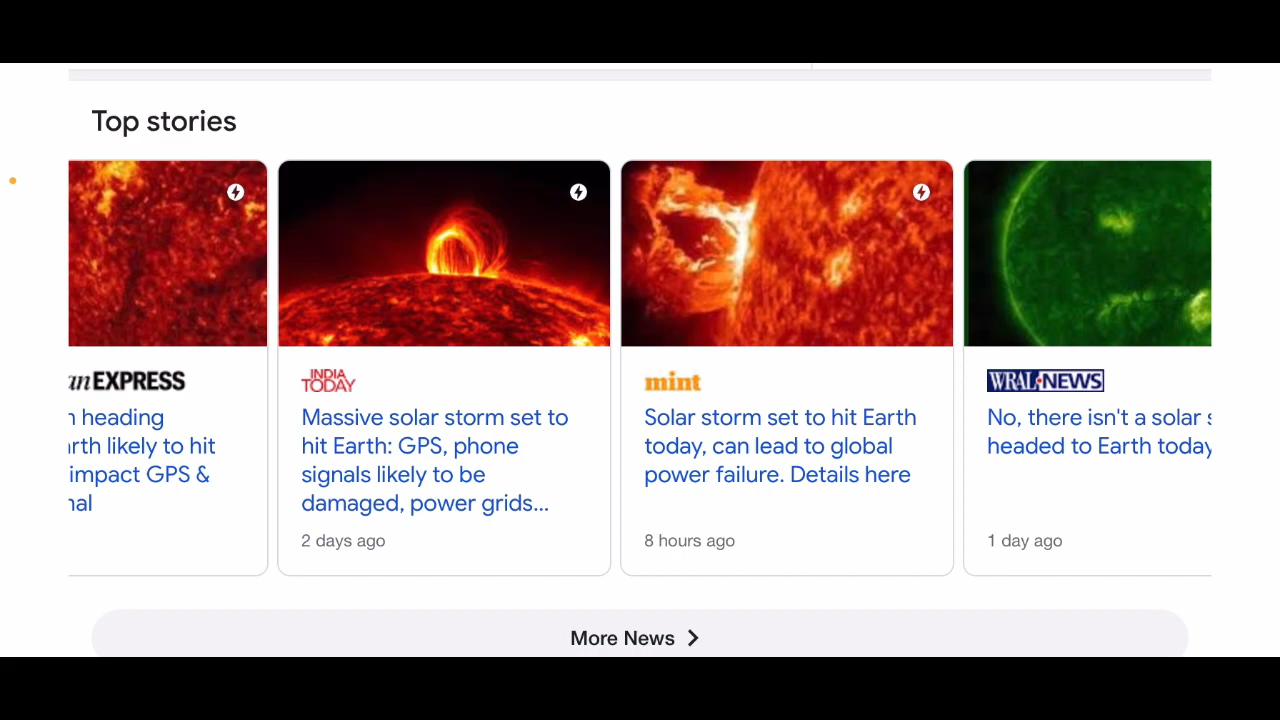 Top stories
an EXPRESS
heading
likely to hit
impact GPS &
INDIA
TODAY
Massive solar storm set to
hit Earth: GPS, phone
signals likely to be
damaged, power grids...
2 days ago
mint
Solar storm set to hit Earth
today, can lead to global
power failure. Details here
8 hours ago
WRAL NEWS
No, there isn't a solar
headed to Earth today
1 day ago
More News